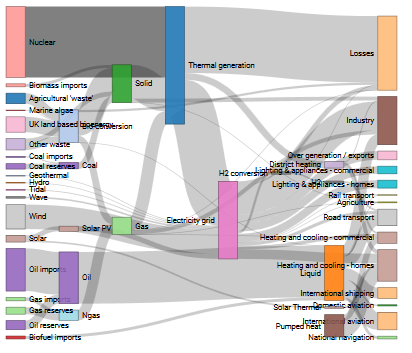 Nuclear
Thermal generation
Losses
Solid
Biomass imports
Agricultural 'waste'
Marine algae
UK land based bioenergy
Bio-conversion
Industry
Other waste
Coal imports
Coal reserves
Coal
Geothermal
Hydro
Tidal
Wave
Over generation / exports
District heating
H2 conversion
Lighting & appliances - commercial
Lighting & appliances - homes
Rail transport
Agriculture
Wind
Electricity grid
Road transport
Solar PV
Gas
Solar
Heating and cooling - commercial
Heating and cooling - homes
Oil imports
Oil
Liquid
International shipping
Gas imports
Solar Thermal
Domestic aviation
Gas reserves
Ngas
Oil reserves
Pumped heat
International aviation
Biofuel imports
National navigation